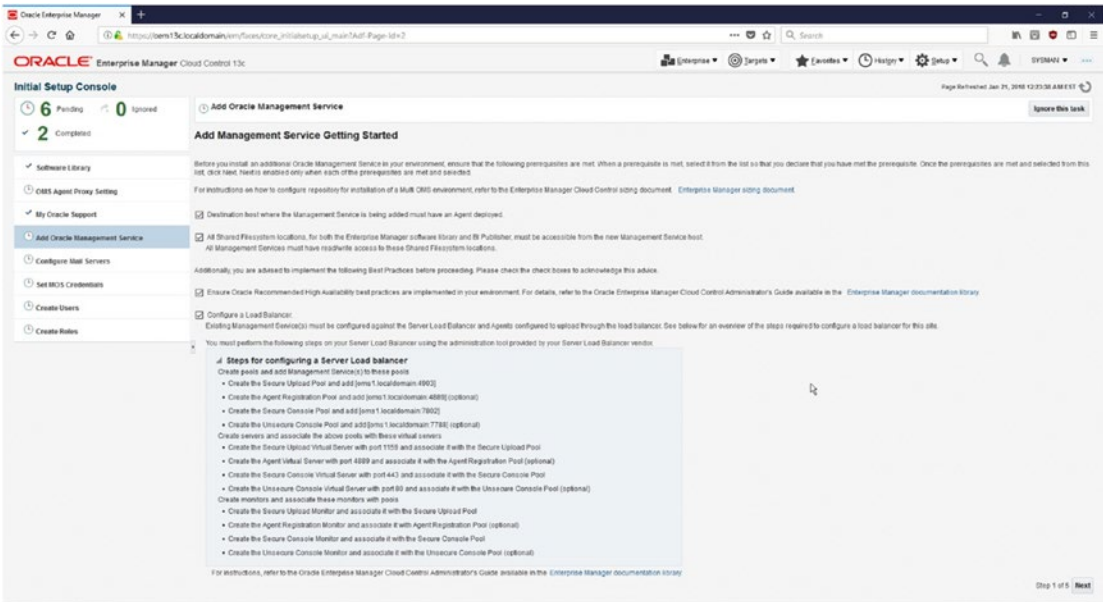 Oracle Enterprise Manager
https://oem13c.localdomain/em/faces/core_initialsetup_ui_main?Adf-Page-Id=2
Search
ORACLE Enterprise Manager Cloud Control 13c
Enterprise Targets Favorites History Setup SYSMAN
Initial Setup Console
Page Refreshed Jan 21, 2018 12:23:38 AM EST
6 Pending 0 Ignored
2 Completed
Software Library
OMS Agent Proxy Setting
My Oracle Support
Add Oracle Management Service
Configure Mail Servers
Set MOS Credentials
Create Users
Create Roles
Add Oracle Management Service
Ignore this task
Add Management Service Getting Started
Before you install an additional Oracle Management Service in your environment, ensure that the following prerequisites are met. When a prerequisite is met, select it from the list so that you declare that you have met the prerequisite. Once the prerequisites are met and selected from this
list, click Next. Next is enabled only when each of the prerequisites are met and selected.
For instructions on how to configure repository for installation of a Multi OMS environment, refer to the Enterprise Manager Cloud Control sizing document. Enterprise Manager sizing document.
Destination host where the Management Service is being added must have an Agent deployed.
All Shared Filesystem locations, for both the Enterprise Manager software library and BI Publisher, must be accessible from the new Management Service host.
All Management Services must have read/write access to these Shared Filesystem locations.
Additionally, you are advised to implement the following Best Practices before proceeding. Please check the check boxes to acknowledge this advice.
Ensure Oracle Recommended High Availability best practices are implemented in your environment. For details, refer to the Oracle Enterprise Manager Cloud Control Administrator's Guide available in the Enterprise Manager documentation library
Configure a Load Balancer.
Existing Management Service(s) must be configured against the Server Load Balancer and Agents configured to upload through the load balancer. See below for an overview of the steps required to configure a load balancer for this site.
You must perform the following steps on your Server Load Balancer using the administration tool provided by your Server Load Balancer vendor.
Steps for configuring a Server Load balancer
Create pools and add Management Service(s) to these pools
• Create the Secure Upload Pool and add [oms1.localdomain:4903]
• Create the Agent Registration Pool and add [oms1.localdomain:4889] (optional)
• Create the Secure Console Pool and add [oms1.localdomain:7802]
• Create the Unsecure Console Pool and add [oms1.localdomain:7788] (optional)
Create servers and associate the above pools with these virtual servers
• Create the Secure Upload Virtual Server with port 1159 and associate it with the Secure Upload Pool
• Create the Agent Virtual Server with port 4889 and associate it with the Agent Registration Pool (optional)
• Create the Secure Console Virtual Server with port 443 and associate it with the Secure Console Pool
• Create the Unsecure Console Virtual Server with port 80 and associate it with the Unsecure Console Pool (optional)
Create monitors and associate these monitors with pools
• Create the Secure Upload Monitor and associate it with the Secure Upload Pool
• Create the Agent Registration Monitor and associate it with Agent Registration Pool (optional)
• Create the Secure Console Monitor and associate it with the Secure Console Pool
• Create the Unsecure Console Monitor and associate it with the Unsecure Console Pool (optional)
For instructions, refer to the Oracle Enterprise Manager Cloud Control Administrator's Guide available in the Enterprise Manager documentation library
Step 1 of 5 Next